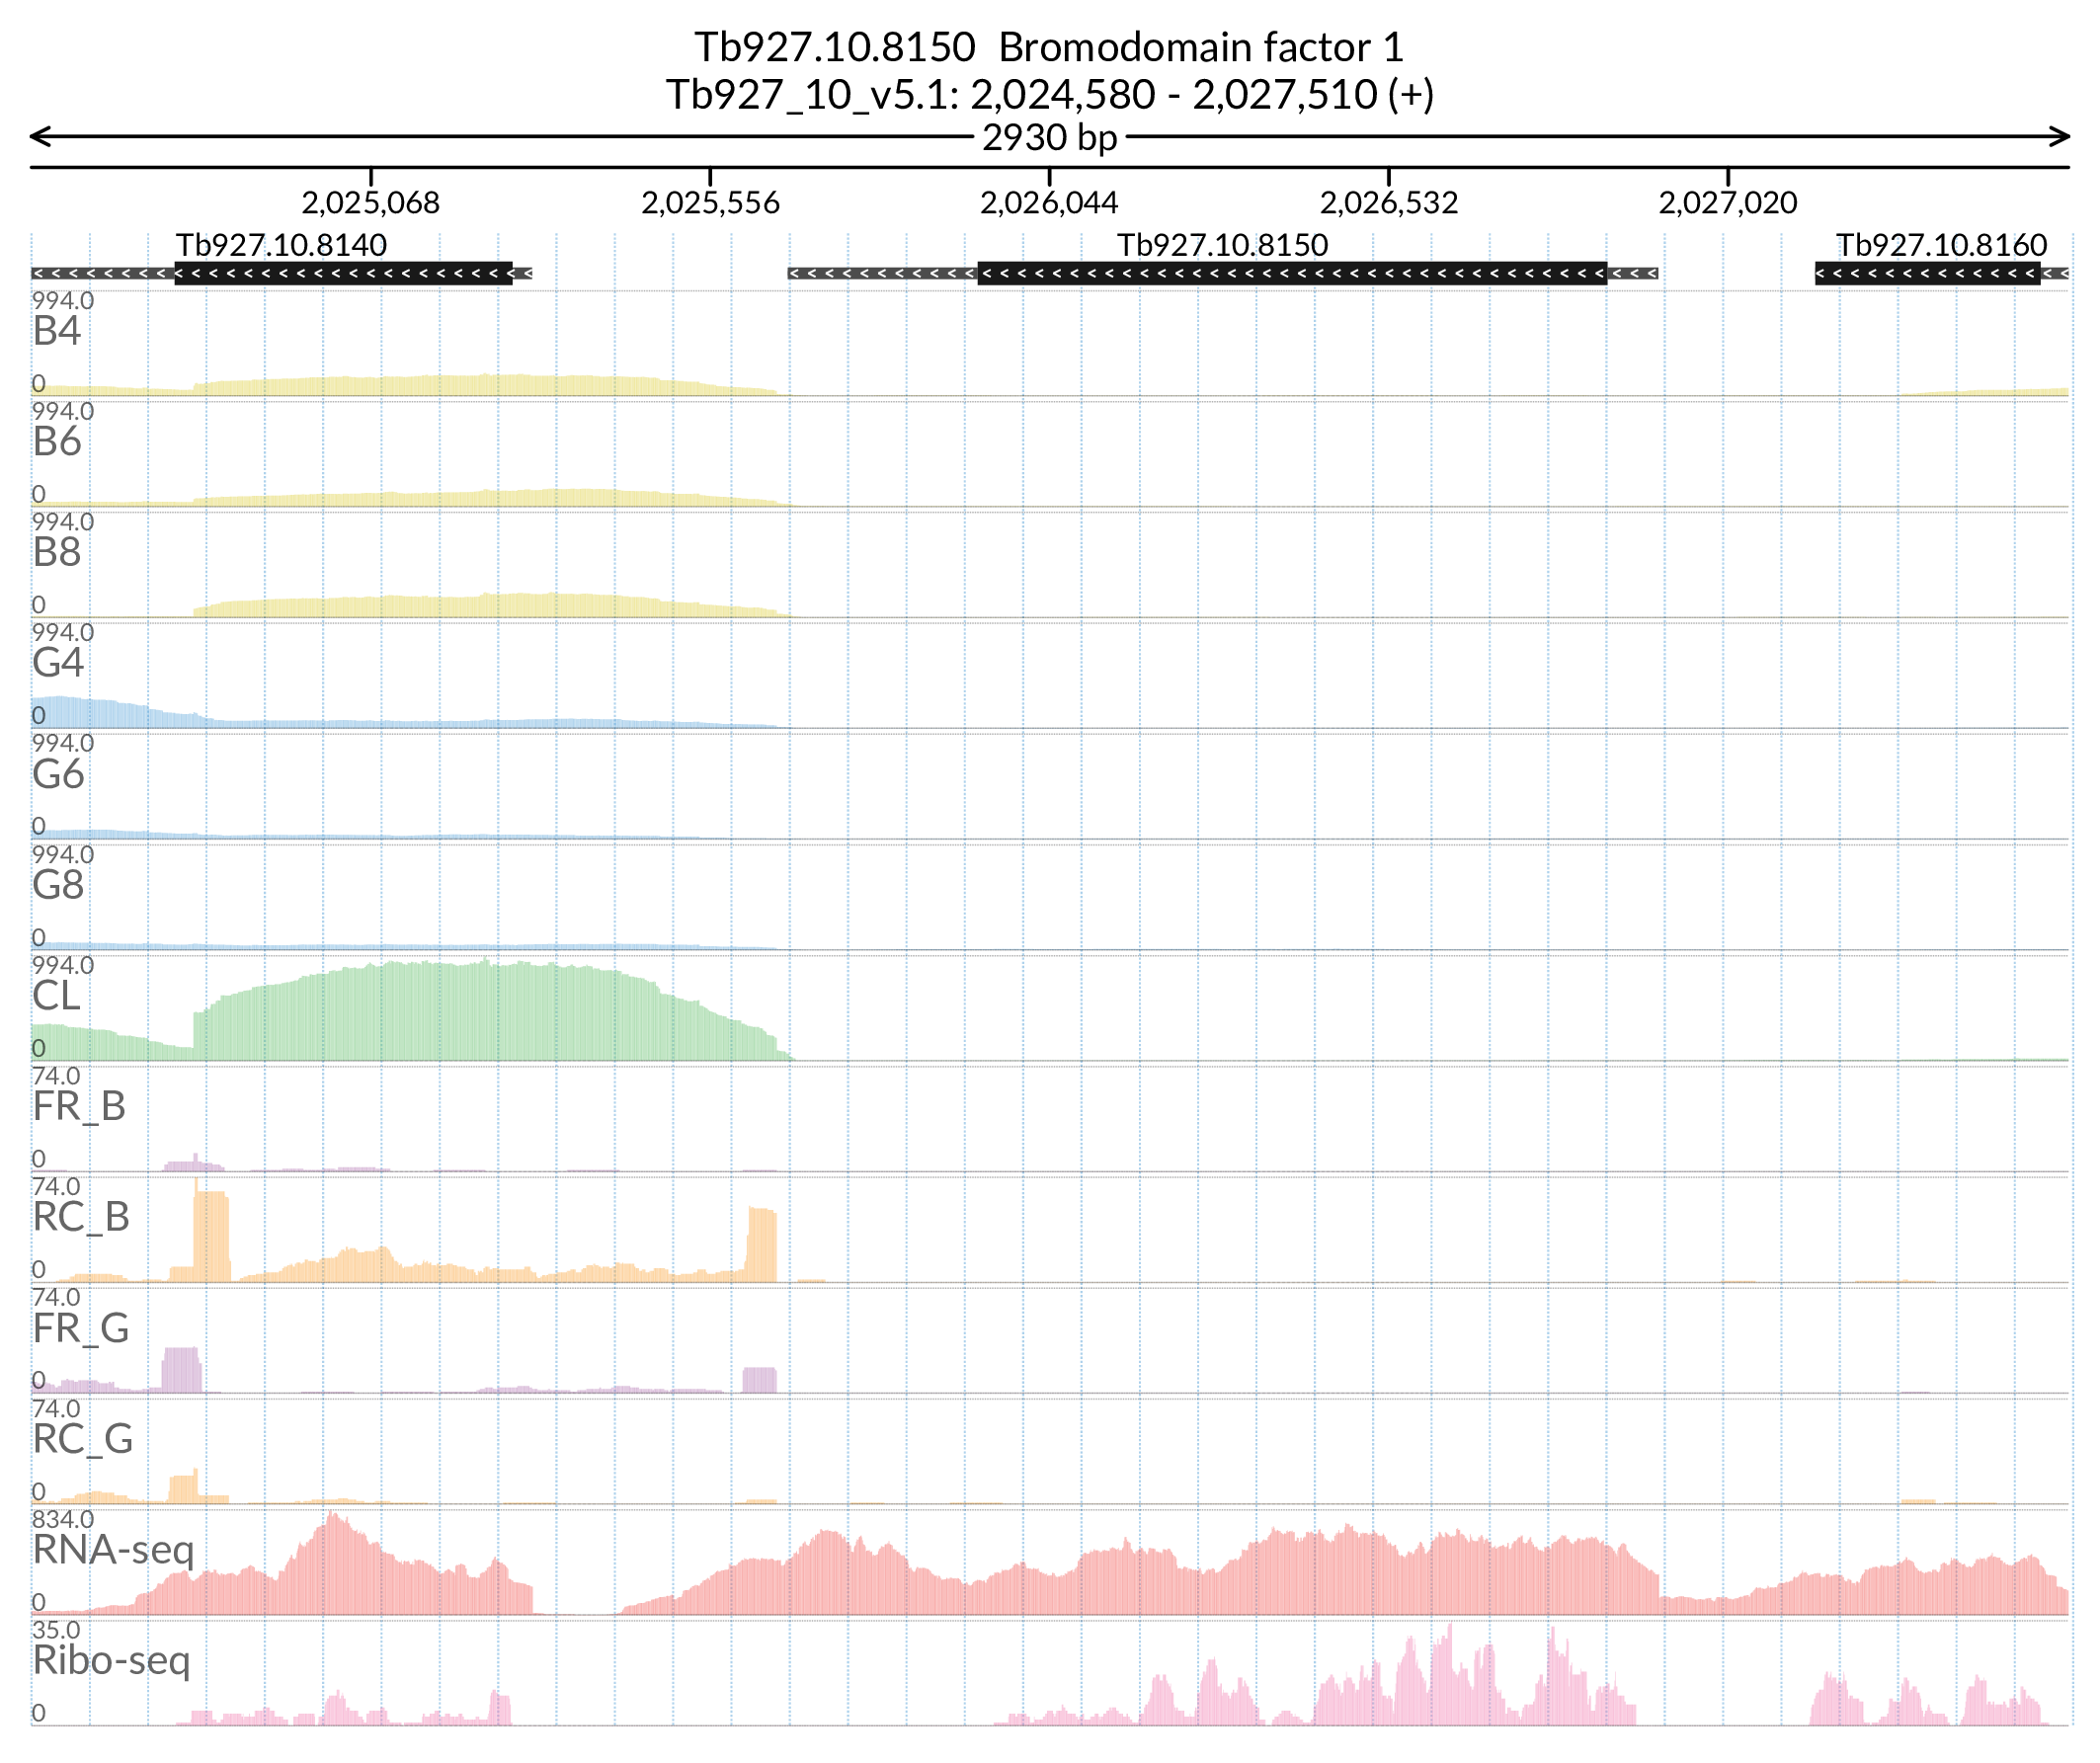 Tb927.10.8150  Bromodomain factor 1
Tb927_10_v5.1: 2,024,580 - 2,027,510 (+)
2930 bp
2,025,068 2,025,556 2,026,044 2,026,532 2,027,020
Tb927.10.8140 Tb927.10.8150 Tb927.10.8160
994.0
B4
0
994.0
B6
0
994.0
B8
0
994.0
G4
0
994.0
G6
0
994.0
G8
0
994.0
CL
0
74.0
FR_B
0
74.0
RC_B
0
74.0
FR_G
0
74.0
RC_G
0
834.0
RNA-seq
0
35.0
Ribo-seq
0